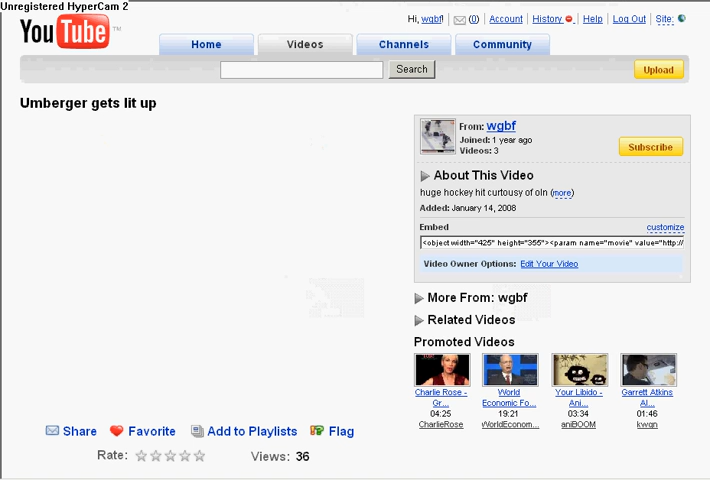 Unregistered HyperCam 2
YouTube TM
Hi, wgbf! | (0) | Account | History | Help | Log Out | Site:
Home Videos Channels Community
Search Upload
Umberger gets lit up
From: wgbf
Joined: 1 year ago
Videos: 3
Subscribe
About This Video
huge hockey hit curtousy of oln (more)
Added: January 14, 2008
Embed customize
<object width="425" height="355"><param name="movie" value="http://
Video Owner Options: Edit Your Video
More From: wgbf
Related Videos
Promoted Videos
Charlie Rose - Gr...
04:25
CharlieRose
World Economic Fo...
19:21
WorldEconom...
Your Libido - Ani...
03:34
aniBOOM
Garrett Atkins Al...
01:46
kwgn
Share Favorite Add to Playlists Flag
Rate: Views: 36